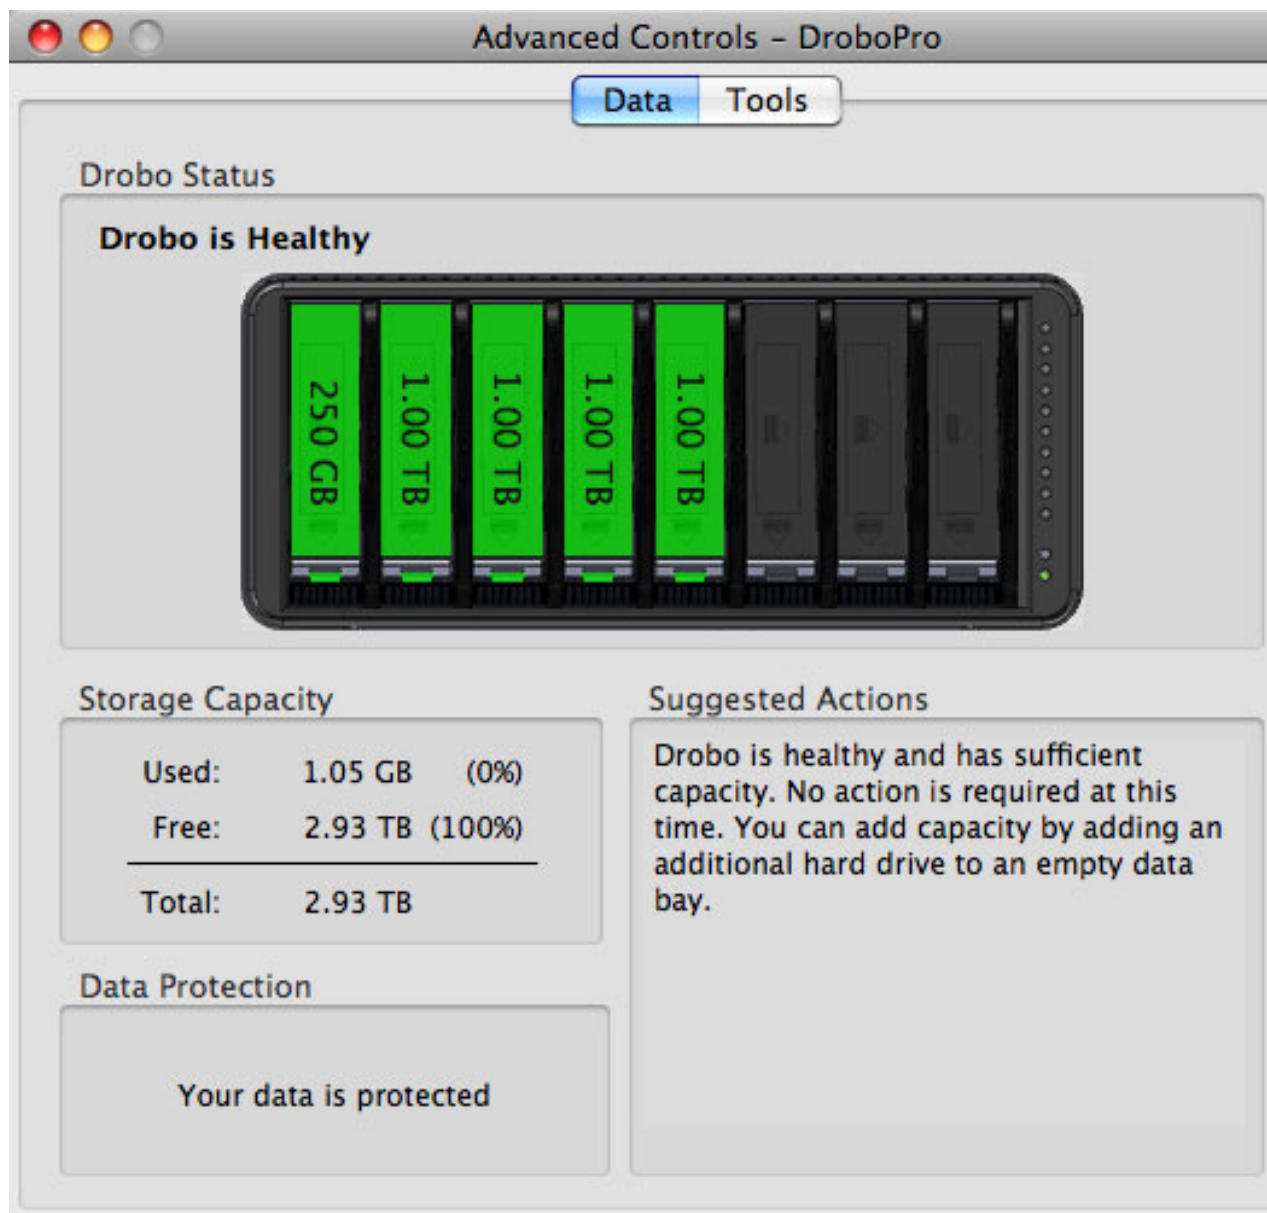 Advanced Controls – DroboPro
Data Tools
Drobo Status
Drobo is Healthy
250 GB 1.00 TB 1.00 TB 1.00 TB 1.00 TB
Storage Capacity
Used: 1.05 GB (0%)
Free: 2.93 TB (100%)
Total: 2.93 TB
Suggested Actions
Drobo is healthy and has sufficient
capacity. No action is required at this
time. You can add capacity by adding an
additional hard drive to an empty data
bay.
Data Protection
Your data is protected